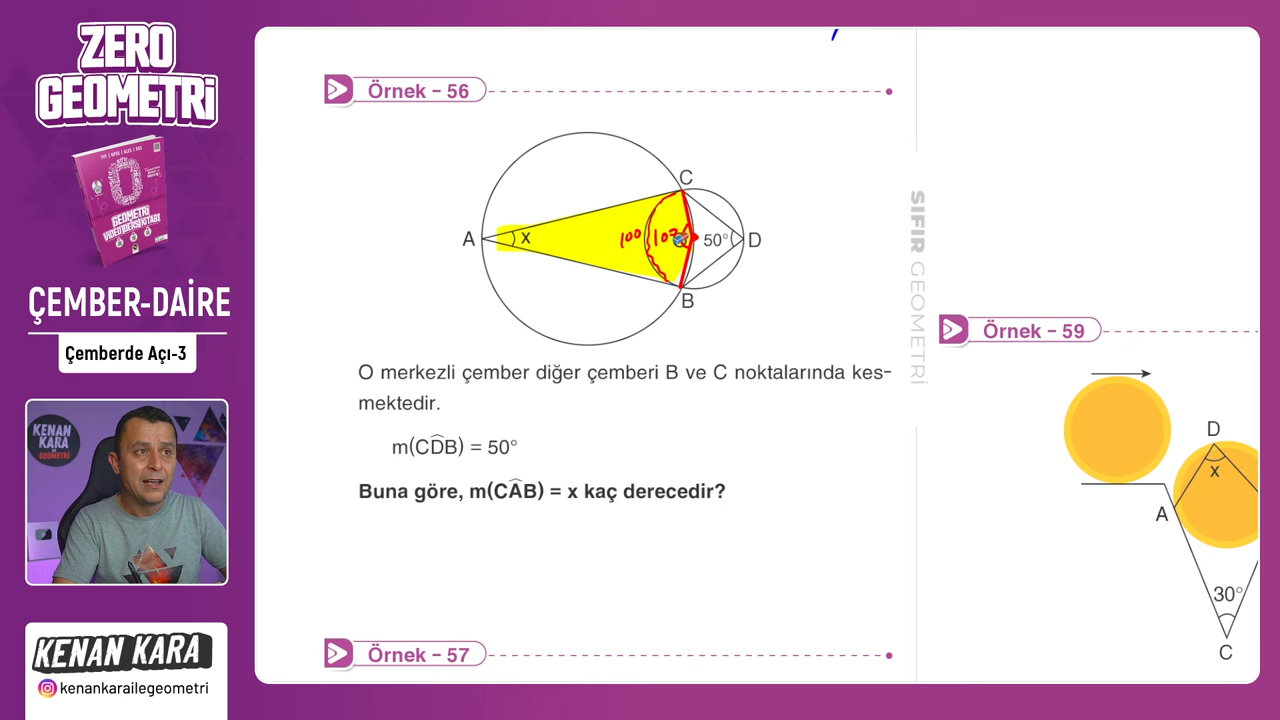 ZERO
GEOMETRİ
GEOMETRİ
VİDEO DERS KİTABI
ÇEMBER-DAİRE
Çemberde Açı-3
KENAN
KARA
GEOMETRİ
KENAN KARA
kenankarailegeometri
Örnek - 56
C
A
x
100
50°
D
B
O merkezli çember diğer çemberi B ve C noktalarında kes-
mektedir.
m(CDB) = 50°
Buna göre, m(CAB) = x kaç derecedir?
Örnek - 57
SIFIR GEOMETRİ
Örnek - 59
D
x
A
30°
C